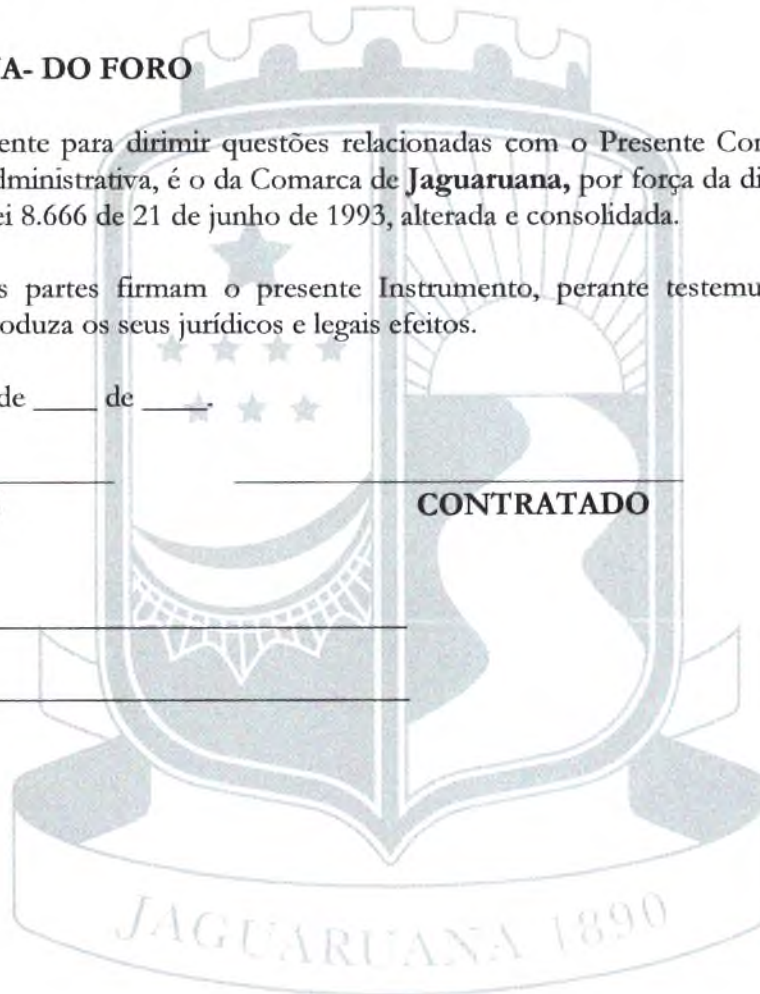 A- DO FORO
ente para dirimir questões relacionadas com o Presente Con
dministrativa, é o da Comarca de Jaguaruana, por força da di
ei 8.666 de 21 de junho de 1993, alterada e consolidada.
s partes firmam o presente Instrumento, perante testemu
oduza os seus jurídicos e legais efeitos.
de ____ de ____.
CONTRATADO
JAGUARUANA 1890